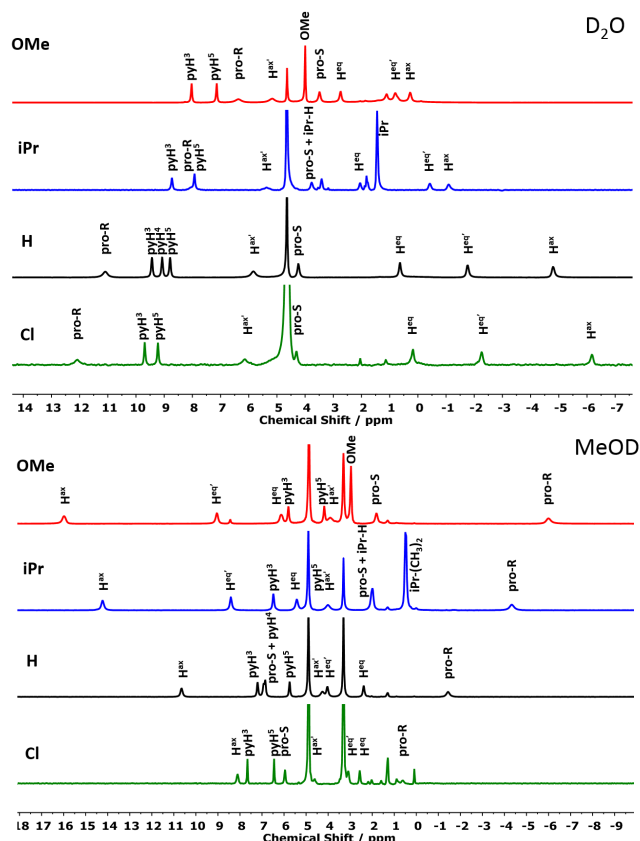 D₂O
OMe
pyH³ pyH⁵ pro-R Hᵃˣ' OMe pro-S Hᵉq Hᵉq' Hᵃˣ
iPr
pyH³ pro-R pyH⁵ Hᵃˣ' pro-S + iPr-H Hᵉq iPr Hᵉq' Hᵃˣ
H
pro-R pyH³ pyH⁴ pyH⁵ Hᵃˣ' pro-S Hᵉq Hᵉq' Hᵃˣ
Cl
pro-R pyH³ pyH⁵ Hᵃˣ' pro-S Hᵉq Hᵉq' Hᵃˣ
14 13 12 11 10 9 8 7 6 5 4 3 2 1 0 -1 -2 -3 -4 -5 -6 -7
Chemical Shift / ppm
MeOD
OMe
Hᵃˣ Hᵉq' Hᵉq pyH³ pyH⁵ Hᵃˣ' OMe pro-S pro-R
iPr
Hᵃˣ Hᵉq' pyH³ Hᵉq pyH⁵ Hᵃˣ' pro-S + iPr-H iPr-(CH₃)₂ pro-R
H
Hᵃˣ pyH³ pro-S + pyH⁴ pyH⁵ Hᵃˣ' Hᵉq' Hᵉq pro-R
Cl
Hᵃˣ pyH³ pyH⁵ pro-S Hᵃˣ' Hᵉq' Hᵉq pro-R
18 17 16 15 14 13 12 11 10 9 8 7 6 5 4 3 2 1 0 -1 -2 -3 -4 -5 -6 -7 -8 -9
Chemical Shift / ppm